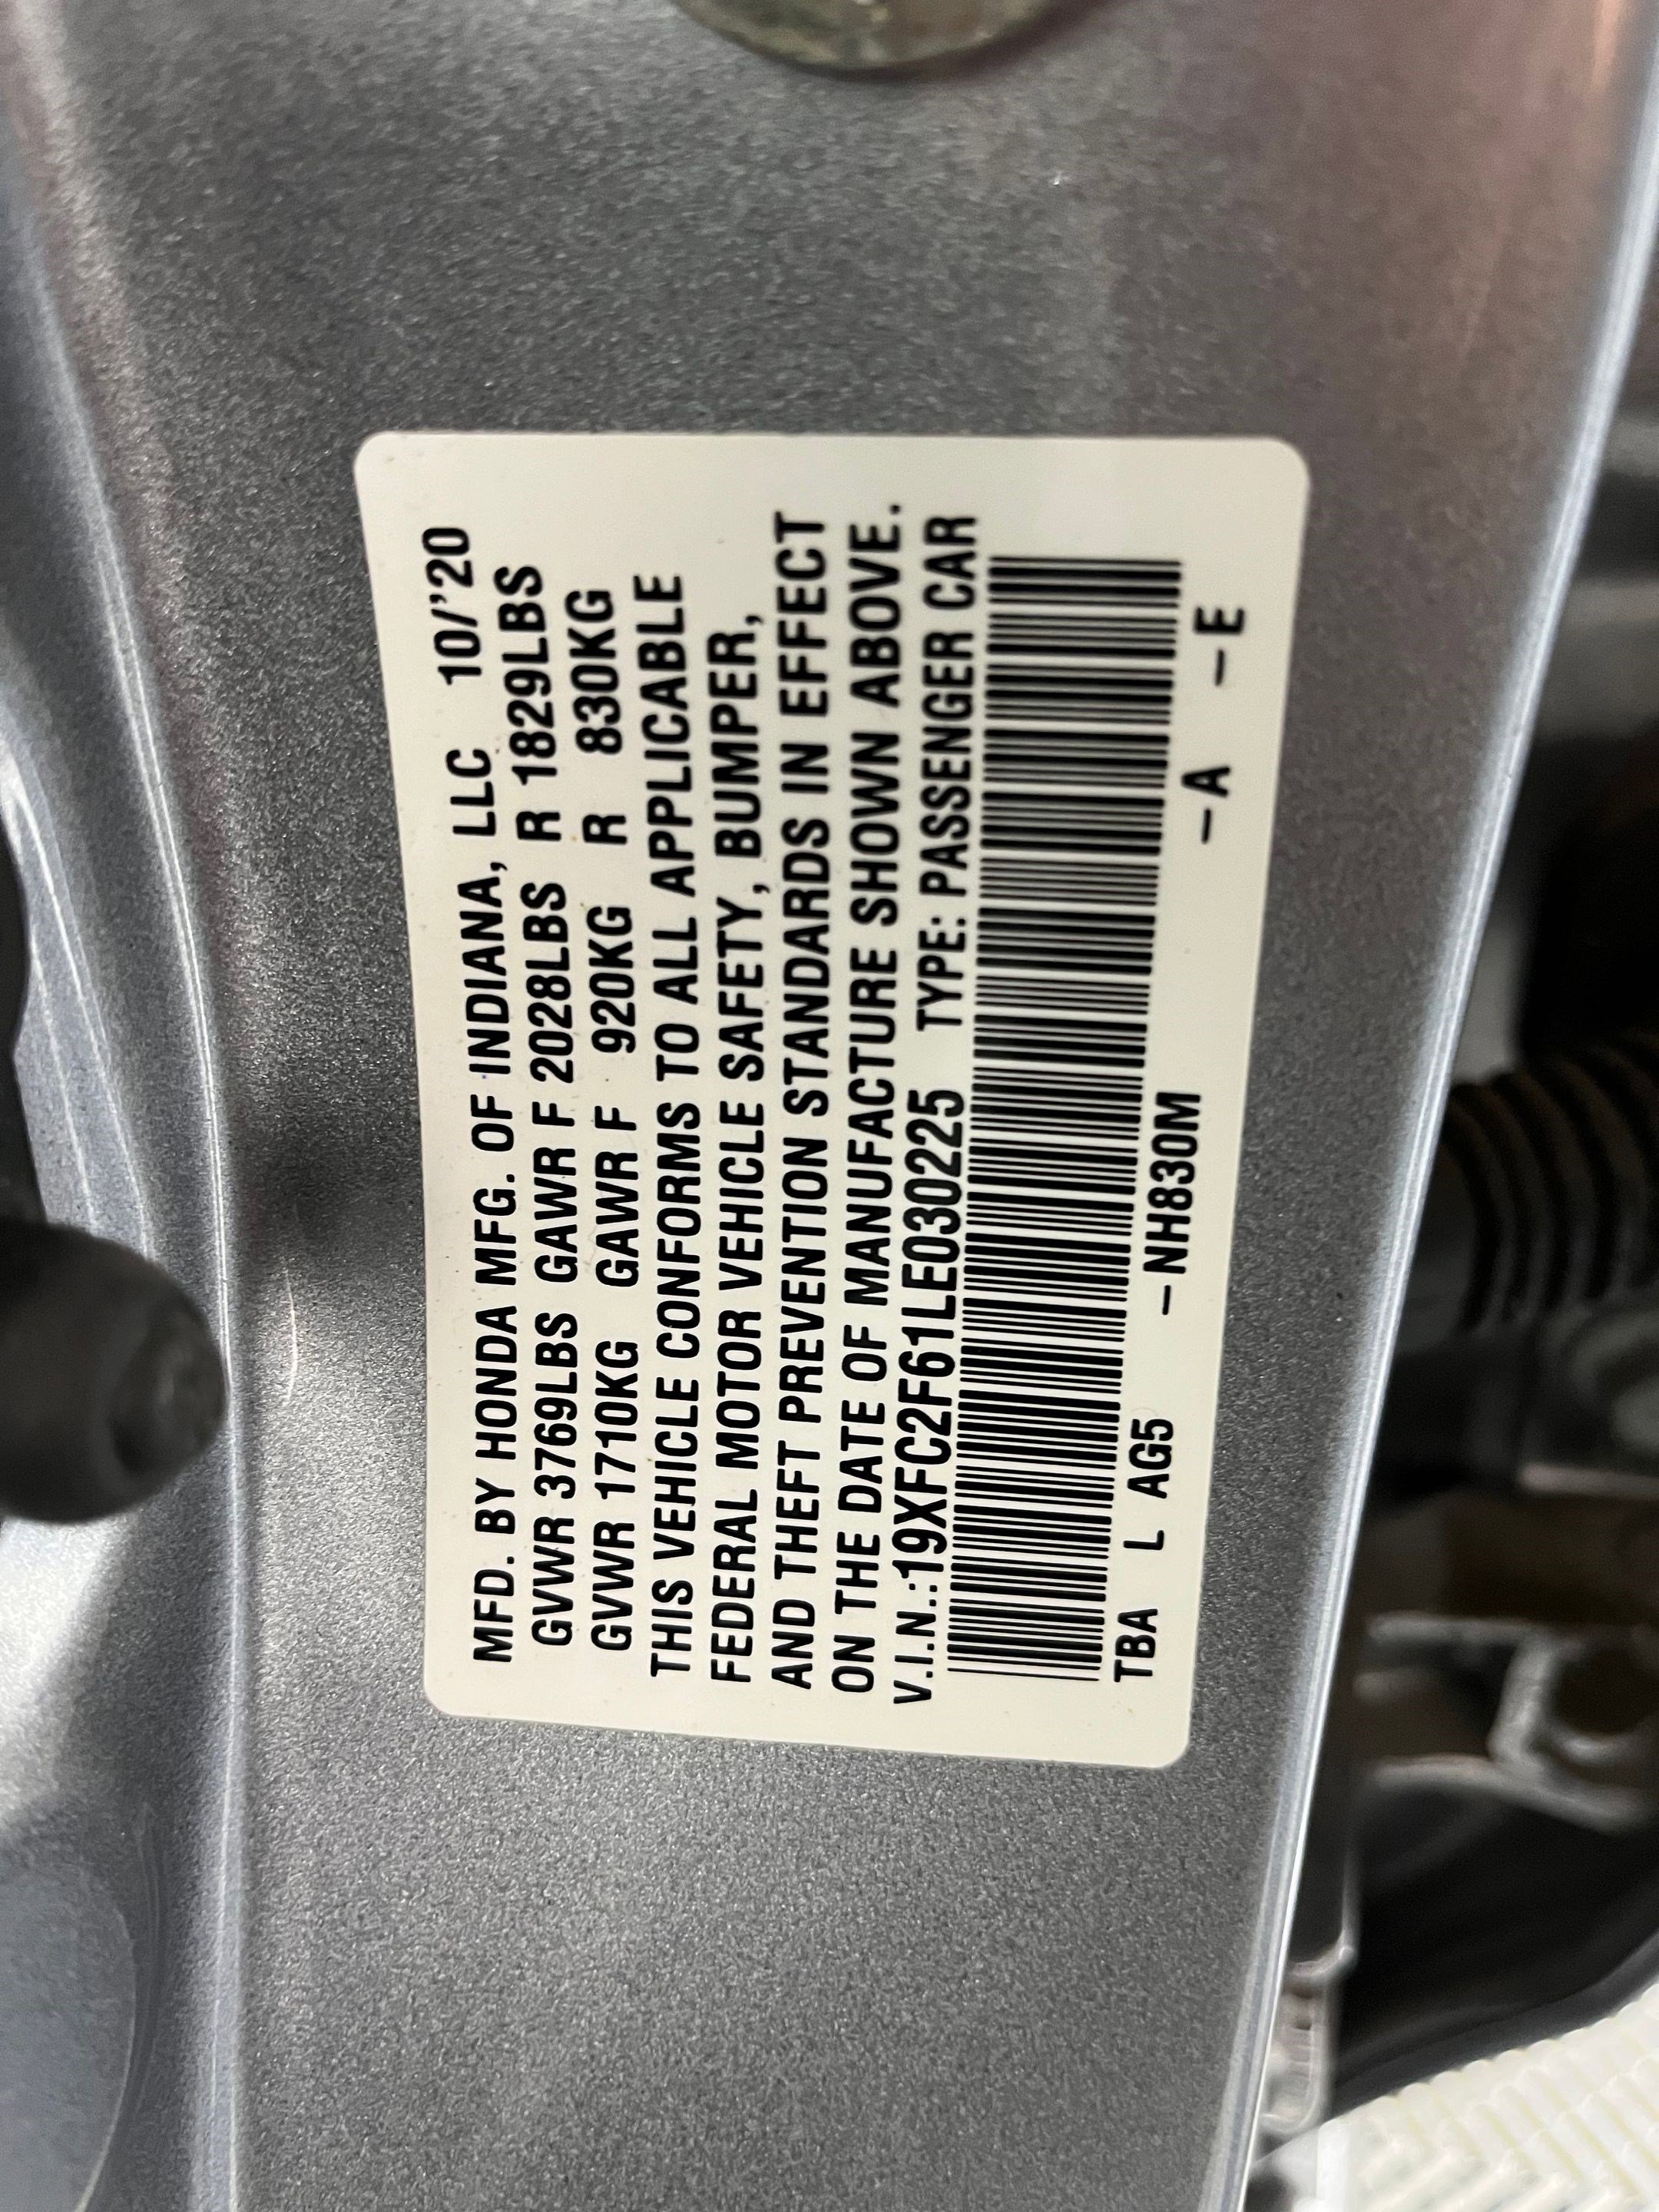 MFD. BY HONDA MFG. OF INDIANA, LLC 10/'20
GVWR 3769LBS GAWR F 2028LBS R 1829LBS
GVWR 1710KG GAWR F 920KG R 830KG
THIS VEHICLE CONFORMS TO ALL APPLICABLE
FEDERAL MOTOR VEHICLE SAFETY, BUMPER,
AND THEFT PREVENTION STANDARDS IN EFFECT
ON THE DATE OF MANUFACTURE SHOWN ABOVE.
V.I.N.:19XFC2F61LE030225 TYPE: PASSENGER CAR
TBA L AG5 –NH830M –A –E